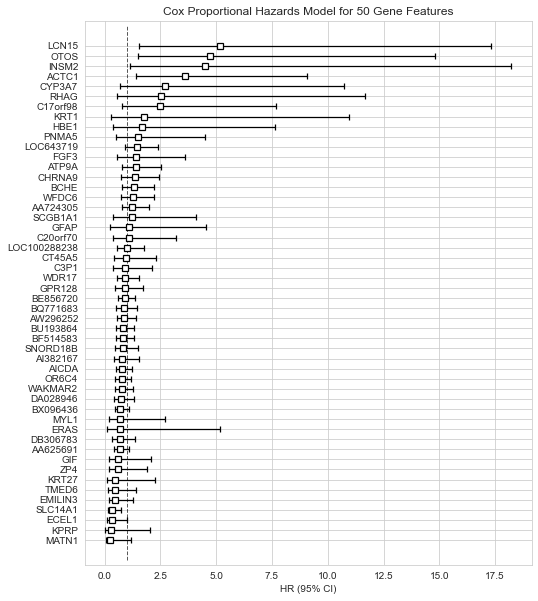 Cox Proportional Hazards Model for 50 Gene Features
LCN15
OTOS
INSM2
ACTC1
CYP3A7
RHAG
C17orf98
KRT1
HBE1
PNMA5
LOC643719
FGF3
ATP9A
CHRNA9
BCHE
WFDC6
AA724305
SCGB1A1
GFAP
C20orf70
LOC100288238
CT45A5
C3P1
WDR17
GPR128
BE856720
BQ771683
AW296252
BU193864
BF514583
SNORD18B
AI382167
AICDA
OR6C4
WAKMAR2
DA028946
BX096436
MYL1
ERAS
DB306783
AA625691
GIF
ZP4
KRT27
TMED6
EMILIN3
SLC14A1
ECEL1
KPRP
MATN1
0.0 2.5 5.0 7.5 10.0 12.5 15.0 17.5
HR (95% CI)